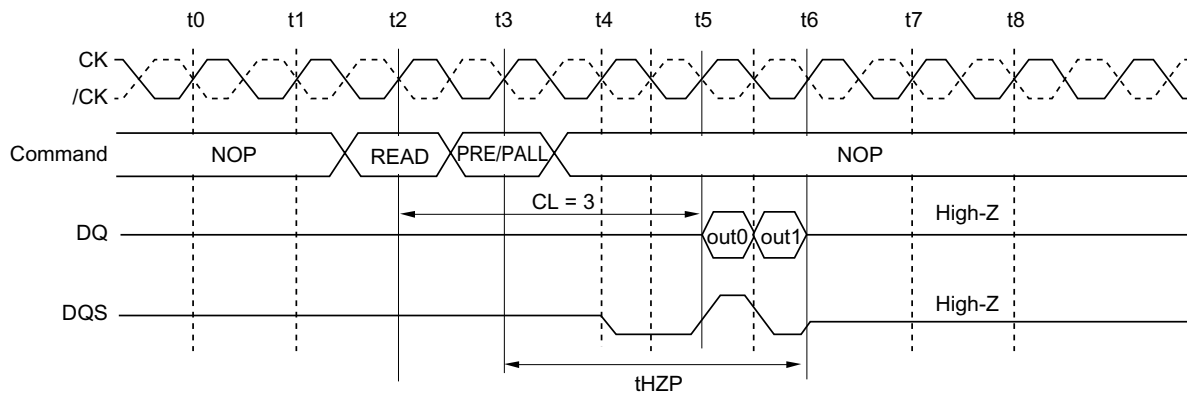 t0 t1 t2 t3 t4 t5 t6 t7 t8
CK
/CK
Command NOP READ PRE/PALL NOP
CL = 3
DQ out0 out1 High-Z
DQS High-Z
tHZP